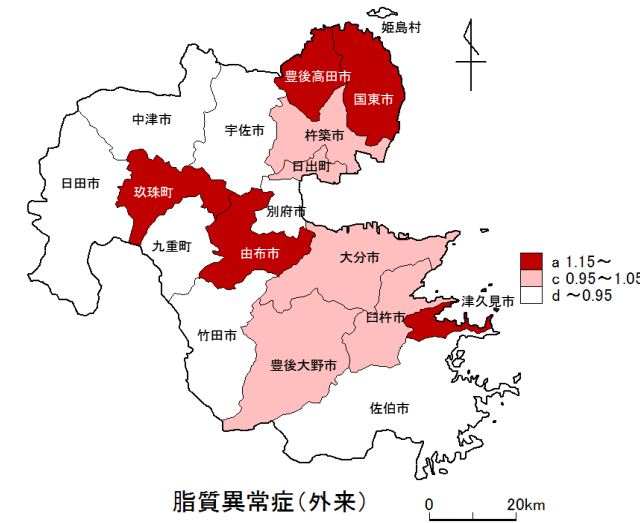 姫島村
豊後高田市
国東市
中津市
宇佐市
杵築市
日出町
日田市
玖珠町
別府市
九重町
由布市
大分市
a 1.15～
c 0.95～1.05
d ～0.95
津久見市
臼杵市
竹田市
豊後大野市
佐伯市
脂質異常症（外来）
0 20km